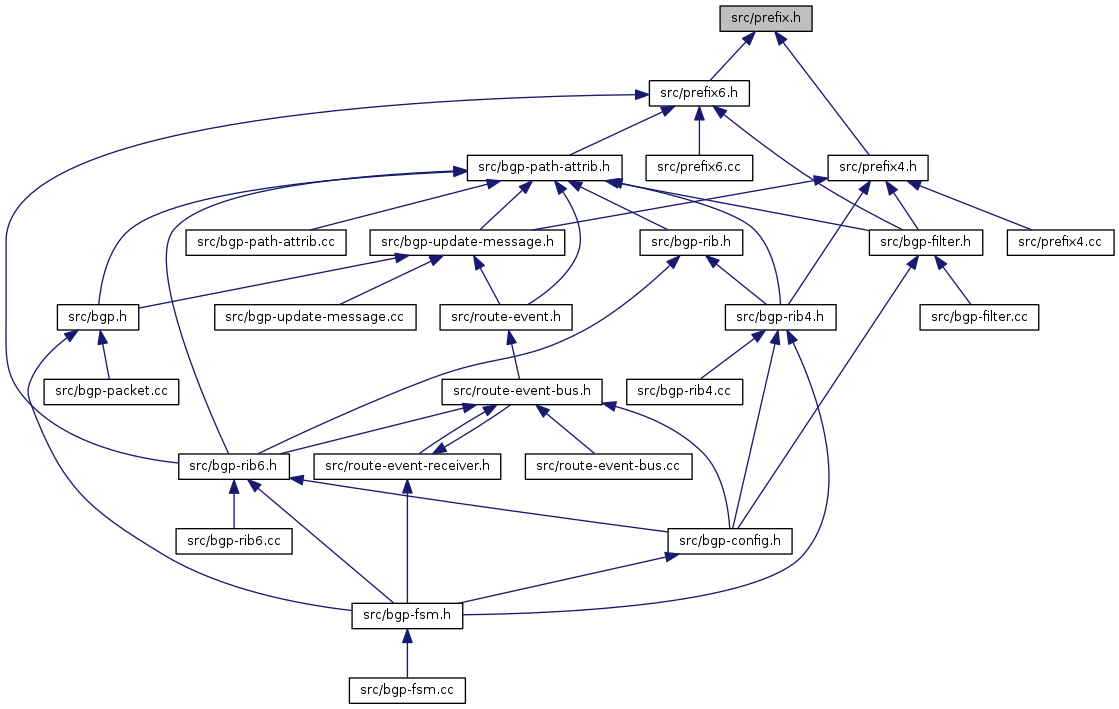 src/prefix.h
src/prefix6.h
src/bgp-path-attrib.h
src/prefix6.cc
src/prefix4.h
src/bgp-path-attrib.cc
src/bgp-update-message.h
src/bgp-rib.h
src/bgp-filter.h
src/prefix4.cc
src/bgp.h
src/bgp-update-message.cc
src/route-event.h
src/bgp-rib4.h
src/bgp-filter.cc
src/bgp-packet.cc
src/route-event-bus.h
src/bgp-rib4.cc
src/bgp-rib6.h
src/route-event-receiver.h
src/route-event-bus.cc
src/bgp-rib6.cc
src/bgp-config.h
src/bgp-fsm.h
src/bgp-fsm.cc